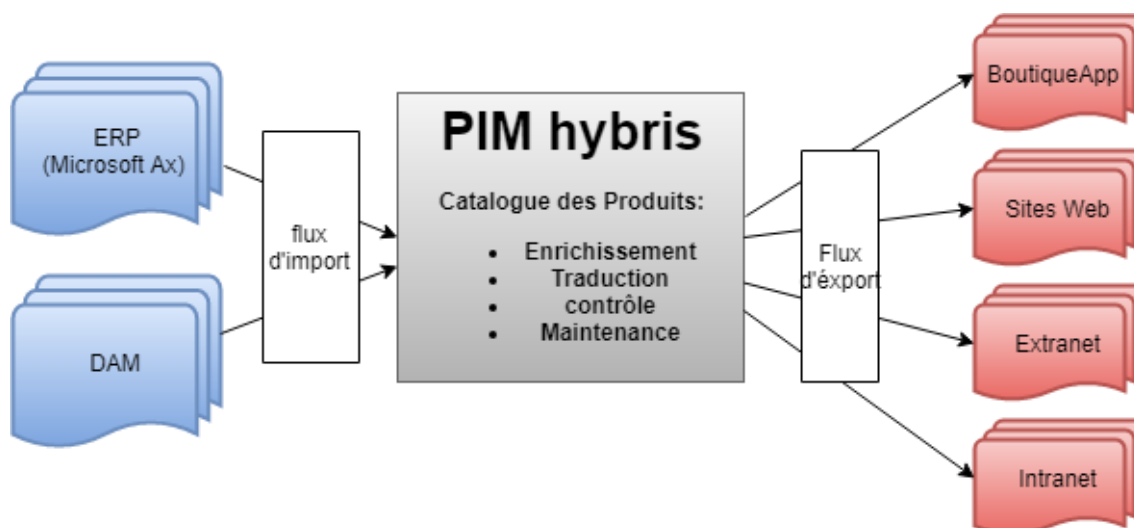 ERP
(Microsoft Ax)
DAM
flux
d'import
PIM hybris
Catalogue des Produits:
• Enrichissement
• Traduction
• contrôle
• Maintenance
Flux
d'éxport
BoutiqueApp
Sites Web
Extranet
Intranet